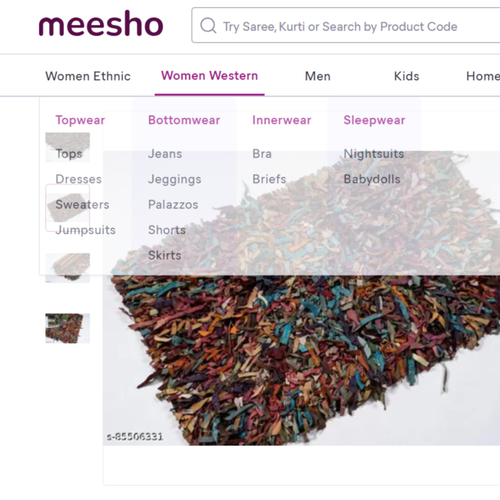 meesho
Try Saree, Kurti or Search by Product Code
Women Ethnic Women Western Men Kids Home
Topwear Bottomwear Innerwear Sleepwear
Tops Jeans Bra Nightsuits
Dresses Jeggings Briefs Babydolls
Sweaters Palazzos
Jumpsuits Shorts
Skirts
s-85506331